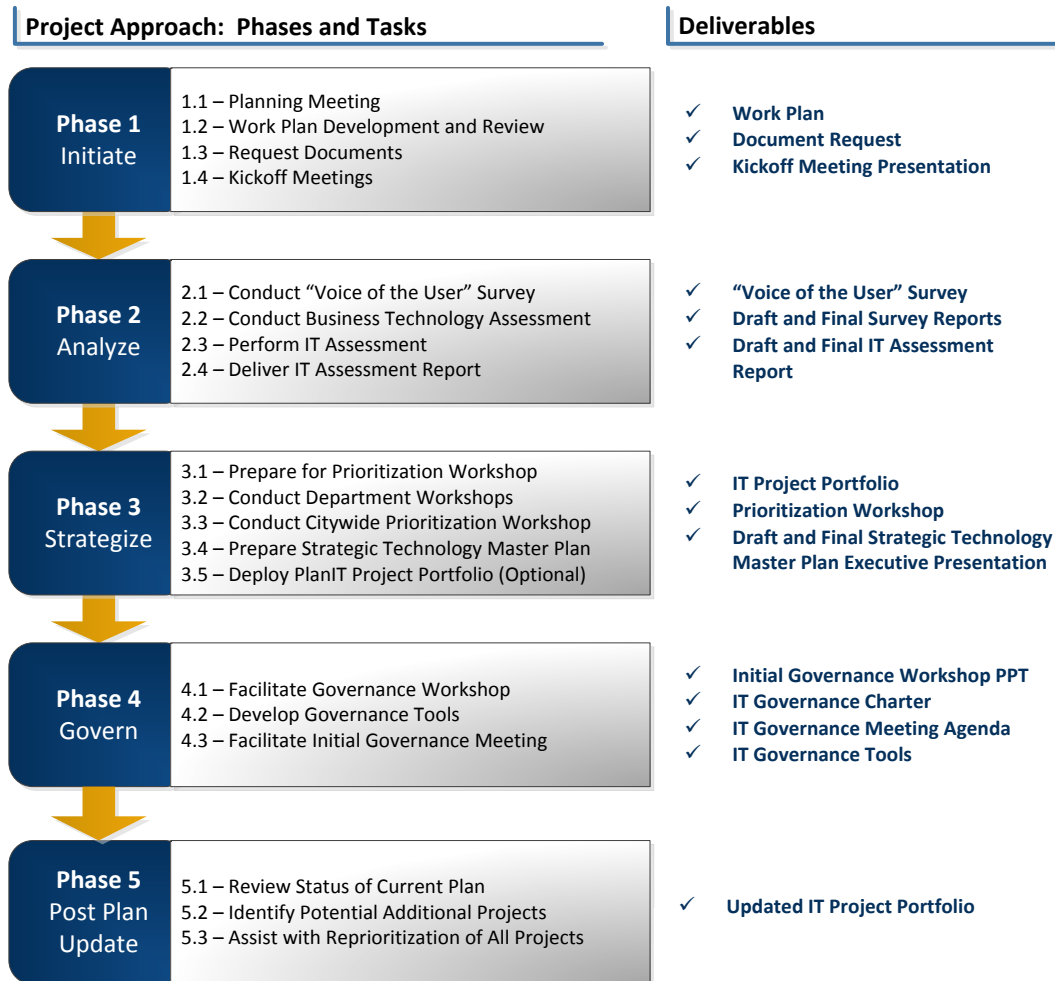 Project Approach:  Phases and Tasks
Deliverables
Phase 1
Initiate
1.1 – Planning Meeting
1.2 – Work Plan Development and Review
1.3 – Request Documents
1.4 – Kickoff Meetings
✓ Work Plan
✓ Document Request
✓ Kickoff Meeting Presentation
Phase 2
Analyze
2.1 – Conduct “Voice of the User” Survey
2.2 – Conduct Business Technology Assessment
2.3 – Perform IT Assessment
2.4 – Deliver IT Assessment Report
✓ “Voice of the User” Survey
✓ Draft and Final Survey Reports
✓ Draft and Final IT Assessment
Report
Phase 3
Strategize
3.1 – Prepare for Prioritization Workshop
3.2 – Conduct Department Workshops
3.3 – Conduct Citywide Prioritization Workshop
3.4 – Prepare Strategic Technology Master Plan
3.5 – Deploy PlanIT Project Portfolio (Optional)
✓ IT Project Portfolio
✓ Prioritization Workshop
✓ Draft and Final Strategic Technology
Master Plan Executive Presentation
Phase 4
Govern
4.1 – Facilitate Governance Workshop
4.2 – Develop Governance Tools
4.3 – Facilitate Initial Governance Meeting
✓ Initial Governance Workshop PPT
✓ IT Governance Charter
✓ IT Governance Meeting Agenda
✓ IT Governance Tools
Phase 5
Post Plan
Update
5.1 – Review Status of Current Plan
5.2 – Identify Potential Additional Projects
5.3 – Assist with Reprioritization of All Projects
✓ Updated IT Project Portfolio